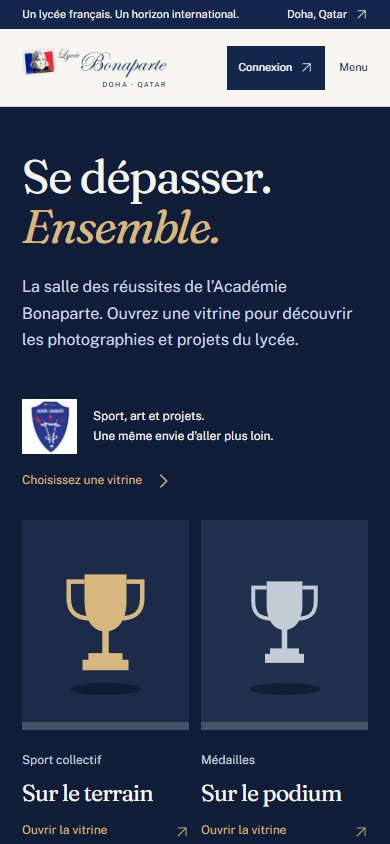 Un lycée français. Un horizon international.
Doha, Qatar
Lycée
Bonaparte
DOHA · QATAR
Connexion
Menu
Se dépasser.
Ensemble.
La salle des réussites de l’Académie
Bonaparte. Ouvrez une vitrine pour découvrir
les photographies et projets du lycée.
Sport, art et projets.
Une même envie d’aller plus loin.
Choisissez une vitrine
Sport collectif
Médailles
Sur le terrain
Sur le podium
Ouvrir la vitrine
Ouvrir la vitrine